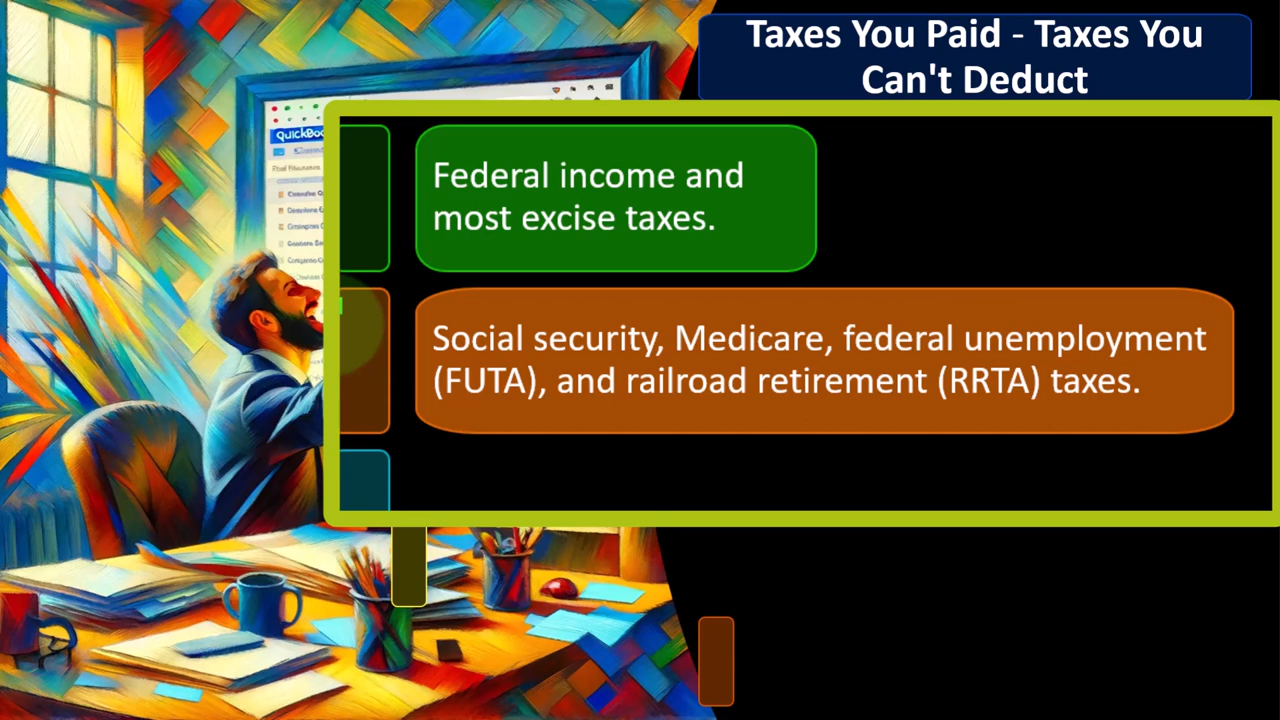 Taxes You Paid - Taxes You
Can't Deduct
Federal income and
most excise taxes.
Social security, Medicare, federal unemployment
(FUTA), and railroad retirement (RRTA) taxes.